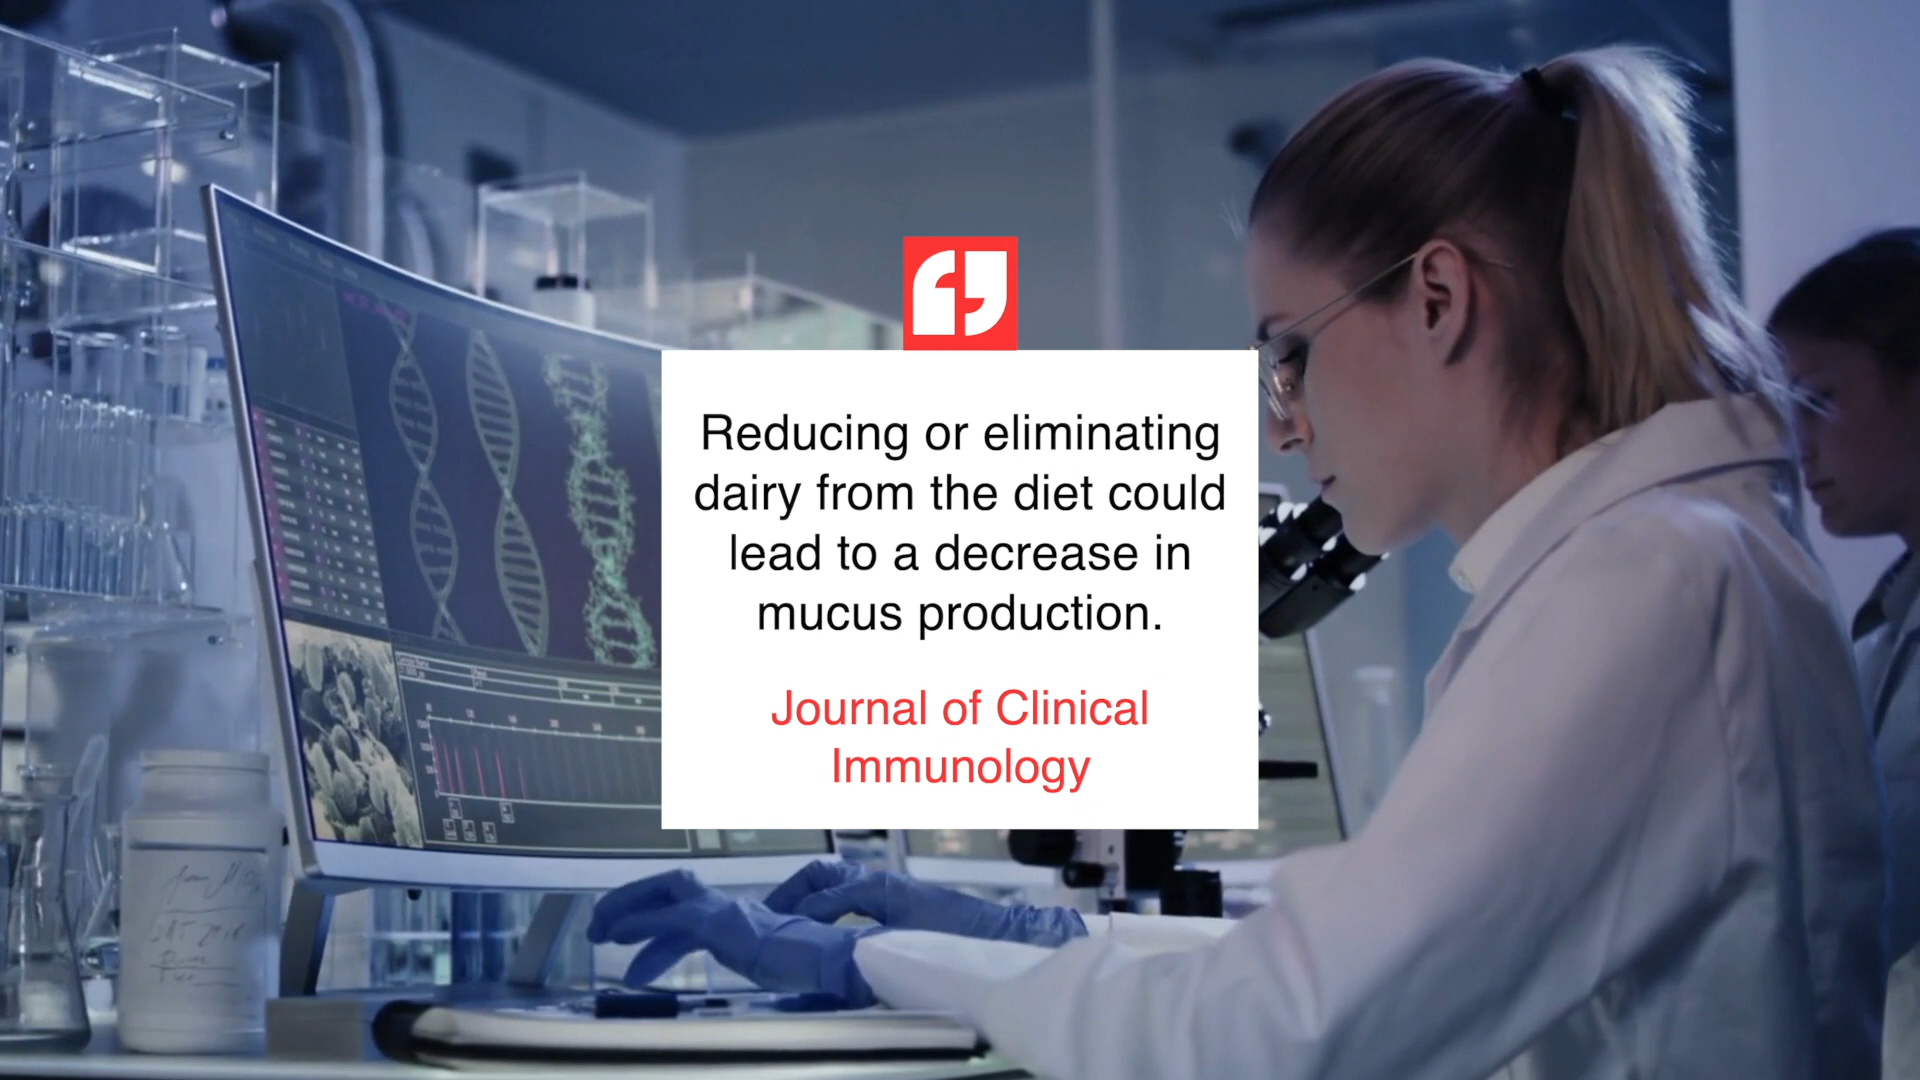 Reducing or eliminating
dairy from the diet could
lead to a decrease in
mucus production.
Journal of Clinical
Immunology